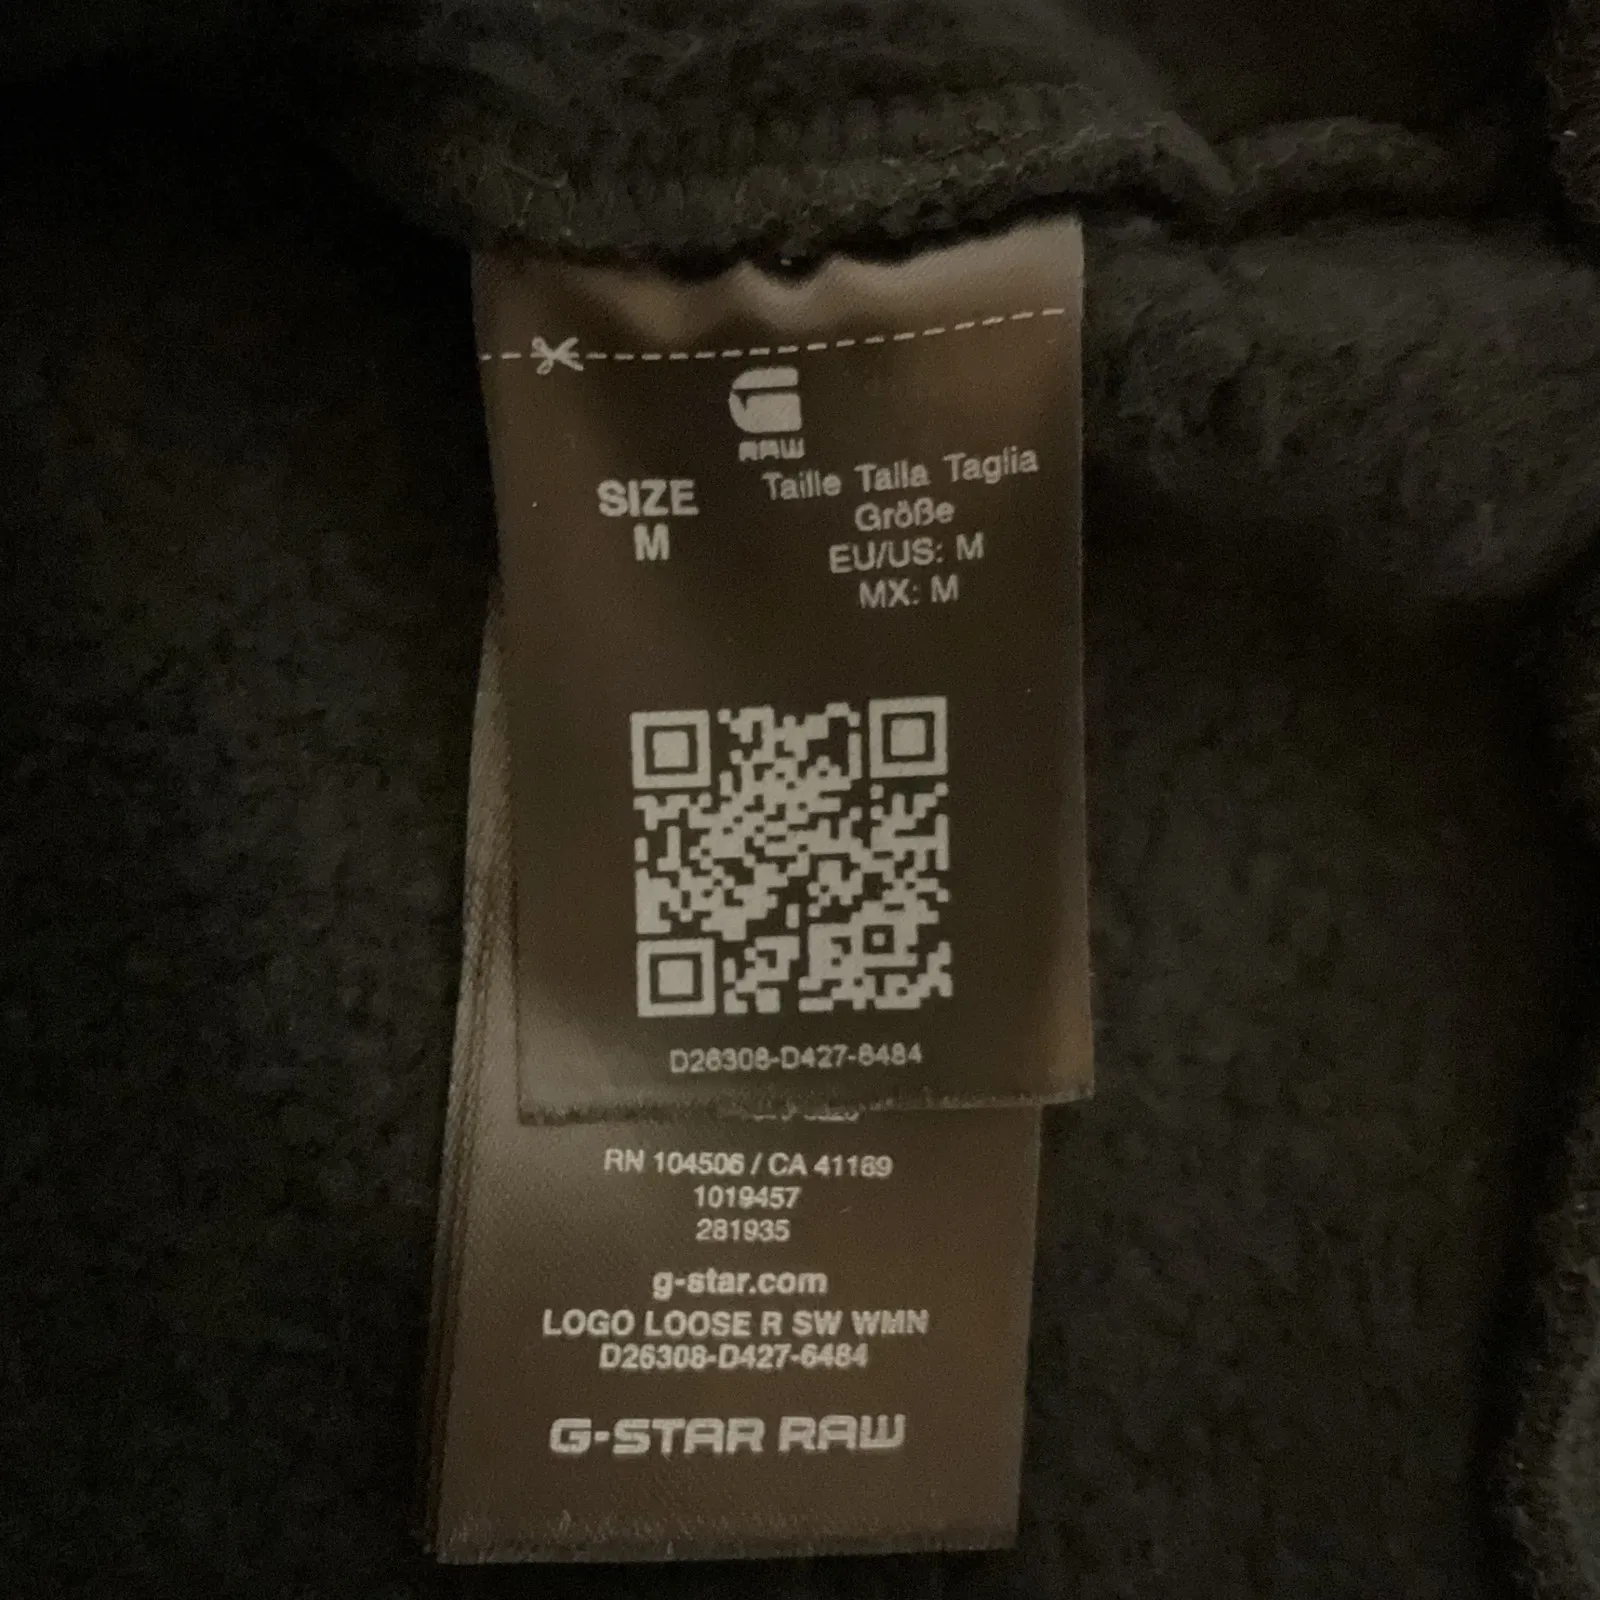 RAW
SIZE
M
Taille Talla Taglia
Größe
EU/US: M
MX: M
D26308-D427-6484
RN 104506 / CA 41169
1019457
281935
g-star.com
LOGO LOOSE R SW WMN
D26308-D427-6484
G-STAR RAW